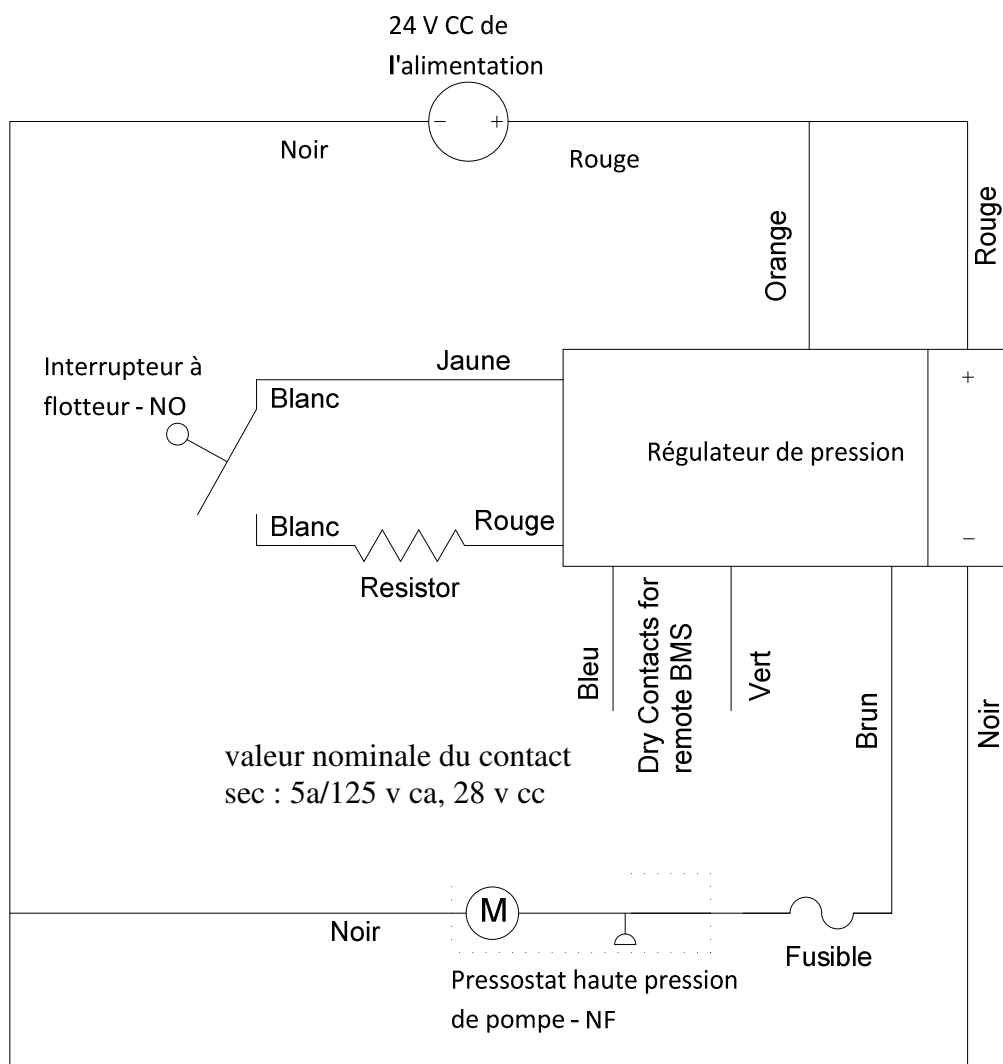 24 V CC de
l'alimentation
−
+
Noir
Rouge
Orange
Rouge
Interrupteur à
flotteur - NO
Jaune
Blanc
Régulateur de pression
+
−
Blanc
Rouge
Resistor
Bleu
Dry Contacts for
remote BMS
Vert
Brun
Noir
valeur nominale du contact
sec : 5a/125 v ca, 28 v cc
M
Noir
Fusible
Pressostat haute pression
de pompe - NF